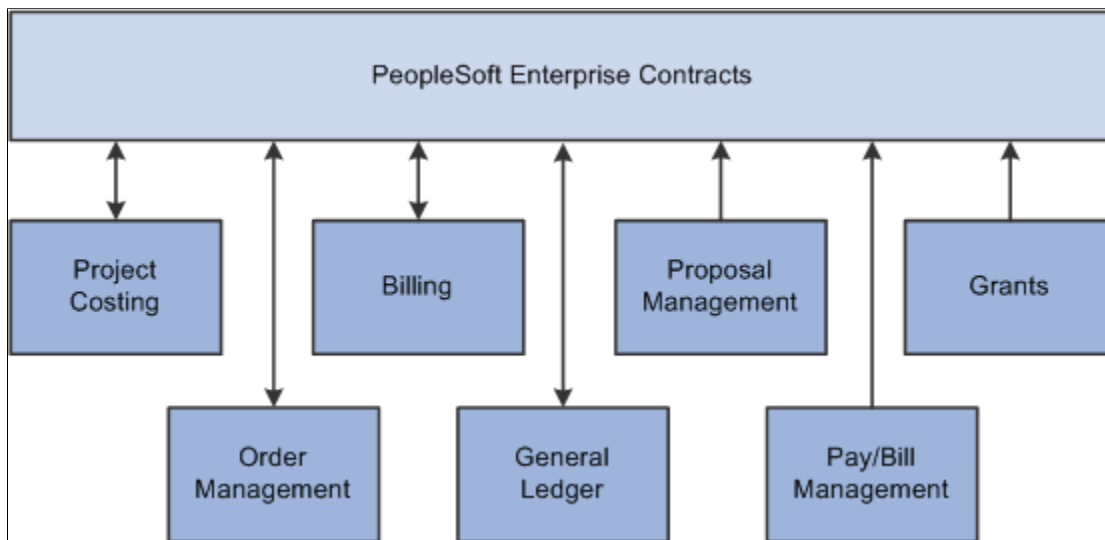 PeopleSoft Enterprise Contracts
Project
Costing
Billing
Proposal
Management
Grants
Order
Management
General
Ledger
Pay/Bill
Management